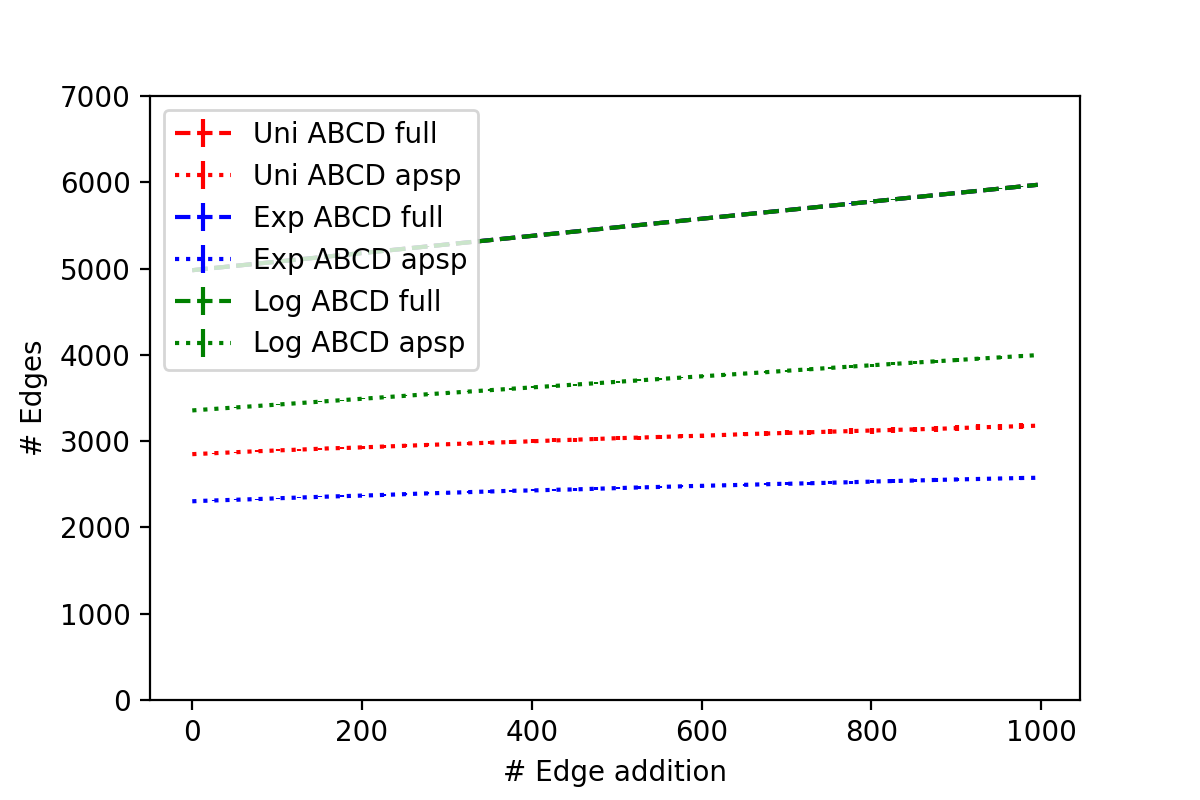 7000
6000
5000
4000
3000
2000
1000
0
# Edges
Uni ABCD full
Uni ABCD apsp
Exp ABCD full
Exp ABCD apsp
Log ABCD full
Log ABCD apsp
0 200 400 600 800 1000
# Edge addition